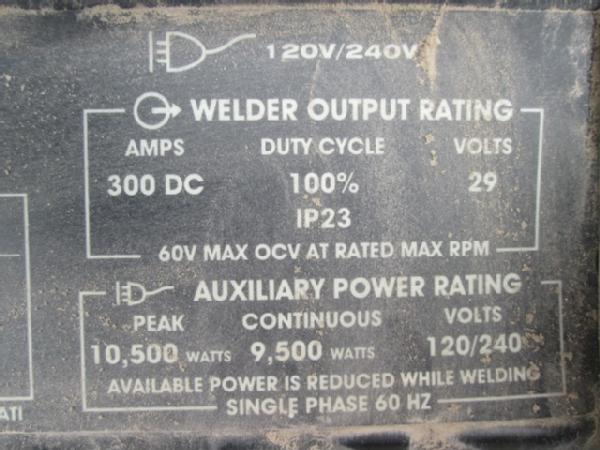 120V/240V
WELDER OUTPUT RATING
AMPS DUTY CYCLE VOLTS
300 DC 100% 29
IP23
60V MAX OCV AT RATED MAX RPM
AUXILIARY POWER RATING
PEAK CONTINUOUS VOLTS
10,500 WATTS 9,500 WATTS 120/240
AVAILABLE POWER IS REDUCED WHILE WELDING
SINGLE PHASE 60 HZ
ATI